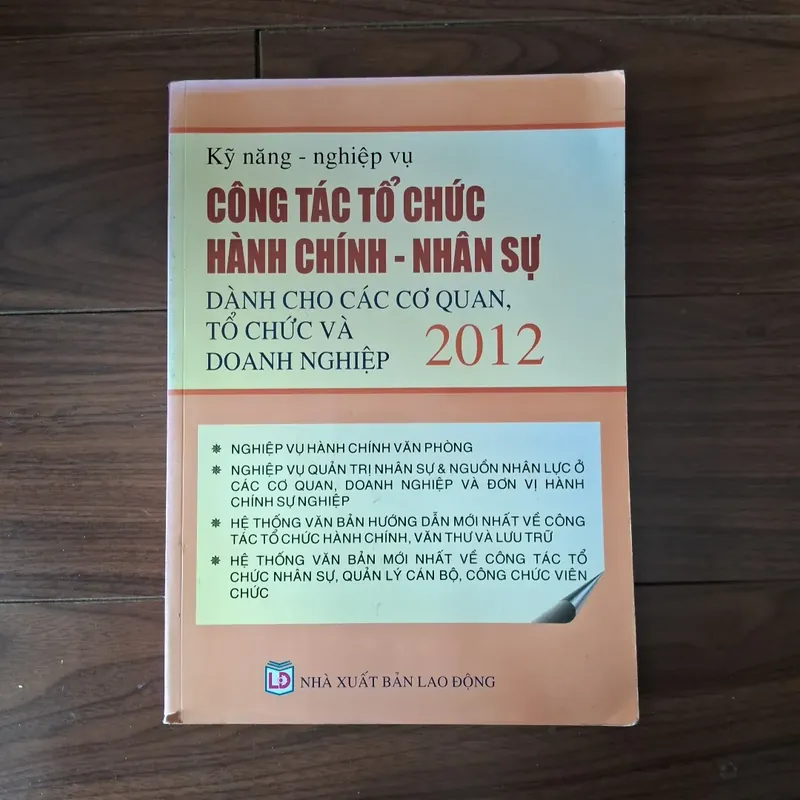 Kỹ năng - nghiệp vụ
CÔNG TÁC TỔ CHỨC
HÀNH CHÍNH - NHÂN SỰ
DÀNH CHO CÁC CƠ QUAN,
TỔ CHỨC VÀ
DOANH NGHIỆP 2012
✵ NGHIỆP VỤ HÀNH CHÍNH VĂN PHÒNG
✵ NGHIỆP VỤ QUẢN TRỊ NHÂN SỰ & NGUỒN NHÂN LỰC Ở
CÁC CƠ QUAN, DOANH NGHIỆP VÀ ĐƠN VỊ HÀNH
CHÍNH SỰ NGHIỆP
✵ HỆ THỐNG VĂN BẢN HƯỚNG DẪN MỚI NHẤT VỀ CÔNG
TÁC TỔ CHỨC HÀNH CHÍNH, VĂN THƯ VÀ LƯU TRỮ
✵ HỆ THỐNG VĂN BẢN MỚI NHẤT VỀ CÔNG TÁC TỔ
CHỨC NHÂN SỰ, QUẢN LÝ CÁN BỘ, CÔNG CHỨC VIÊN
CHỨC
LĐ NHÀ XUẤT BẢN LAO ĐỘNG